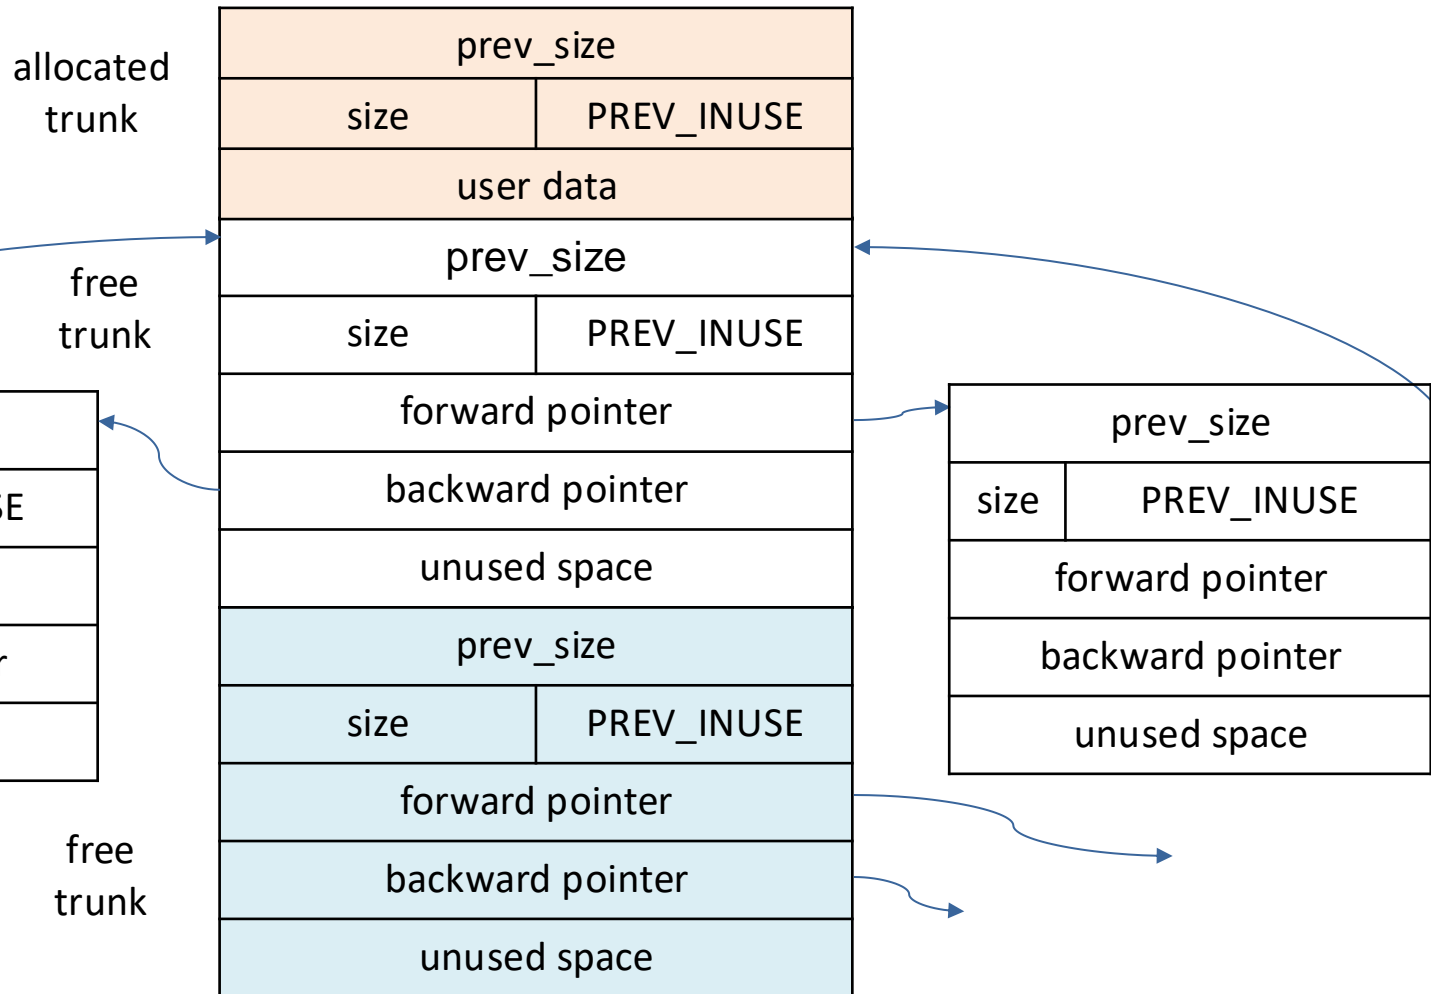 allocated
trunk
prev_size
size PREV_INUSE
user data
free
trunk
prev_size
size PREV_INUSE
forward pointer
backward pointer
unused space
prev_size
size PREV_INUSE
forward pointer
backward pointer
unused space
free
trunk
prev_size
size PREV_INUSE
forward pointer
backward pointer
unused space